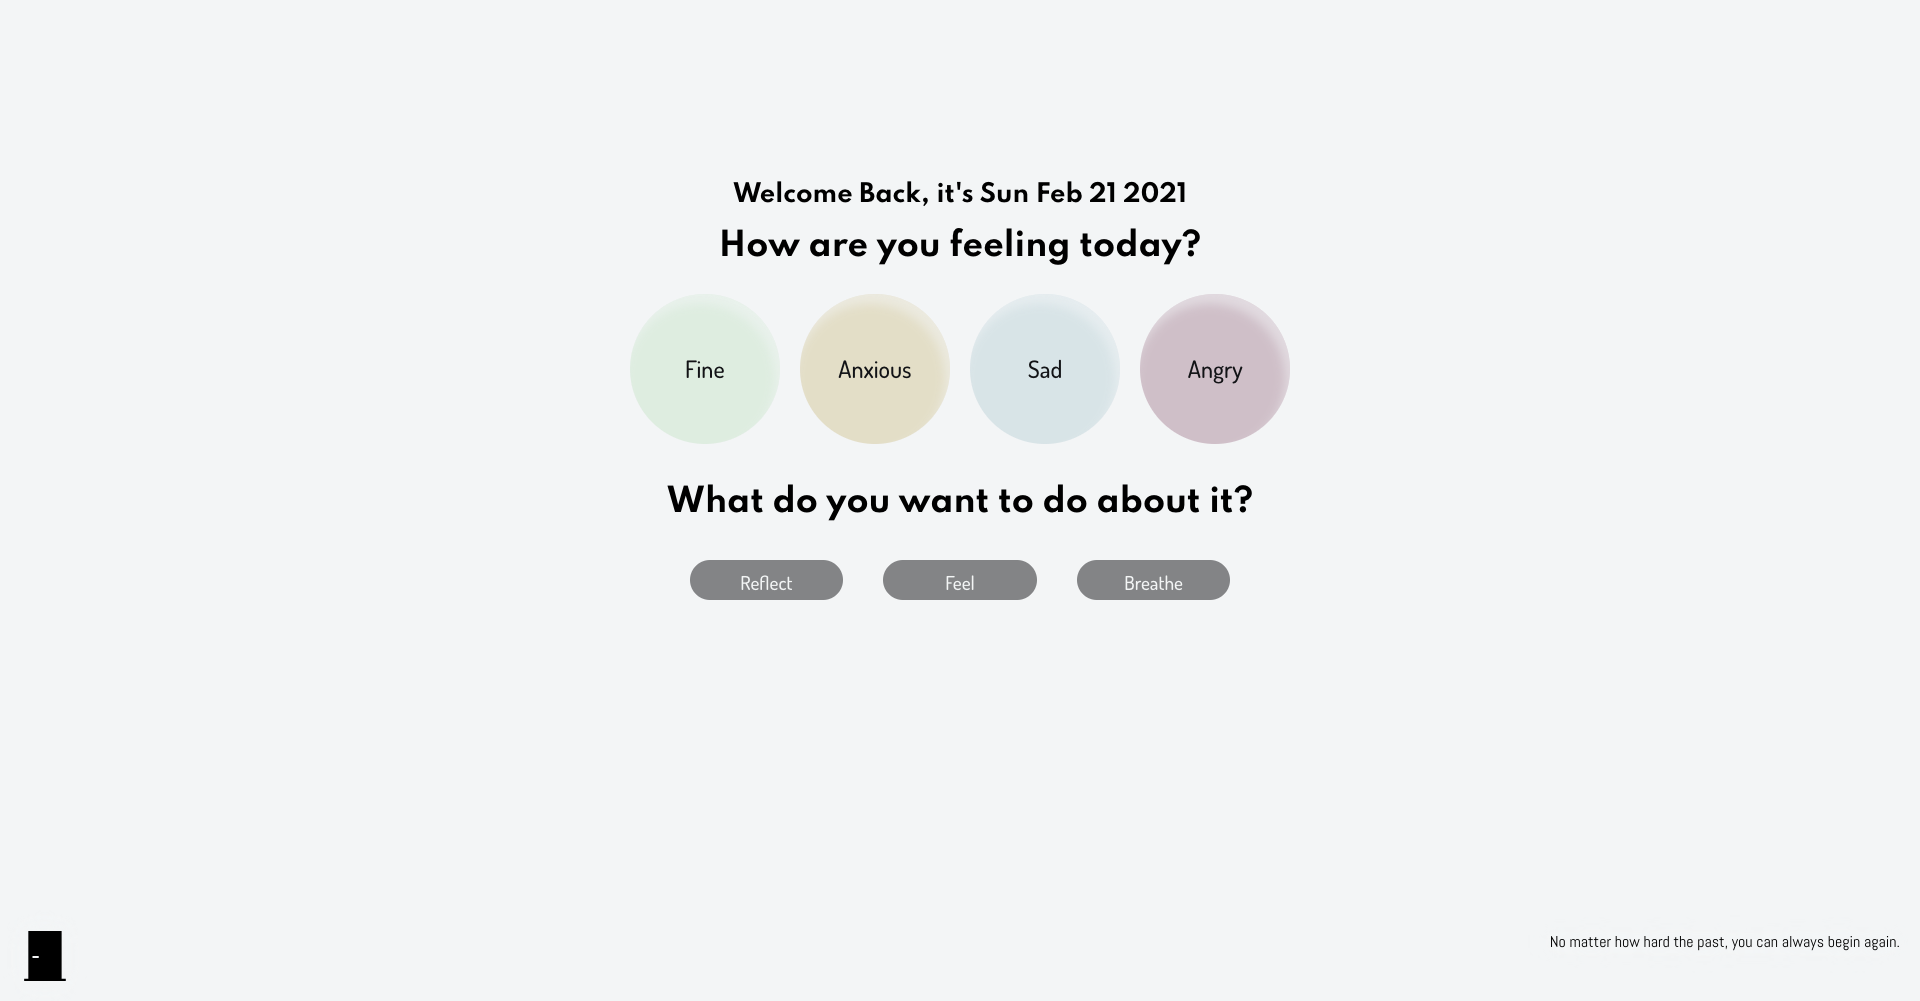 Welcome Back, it's Sun Feb 21 2021
How are you feeling today?
Fine
Anxious
Sad
Angry
What do you want to do about it?
Reflect
Feel
Breathe
No matter how hard the past, you can always begin again.